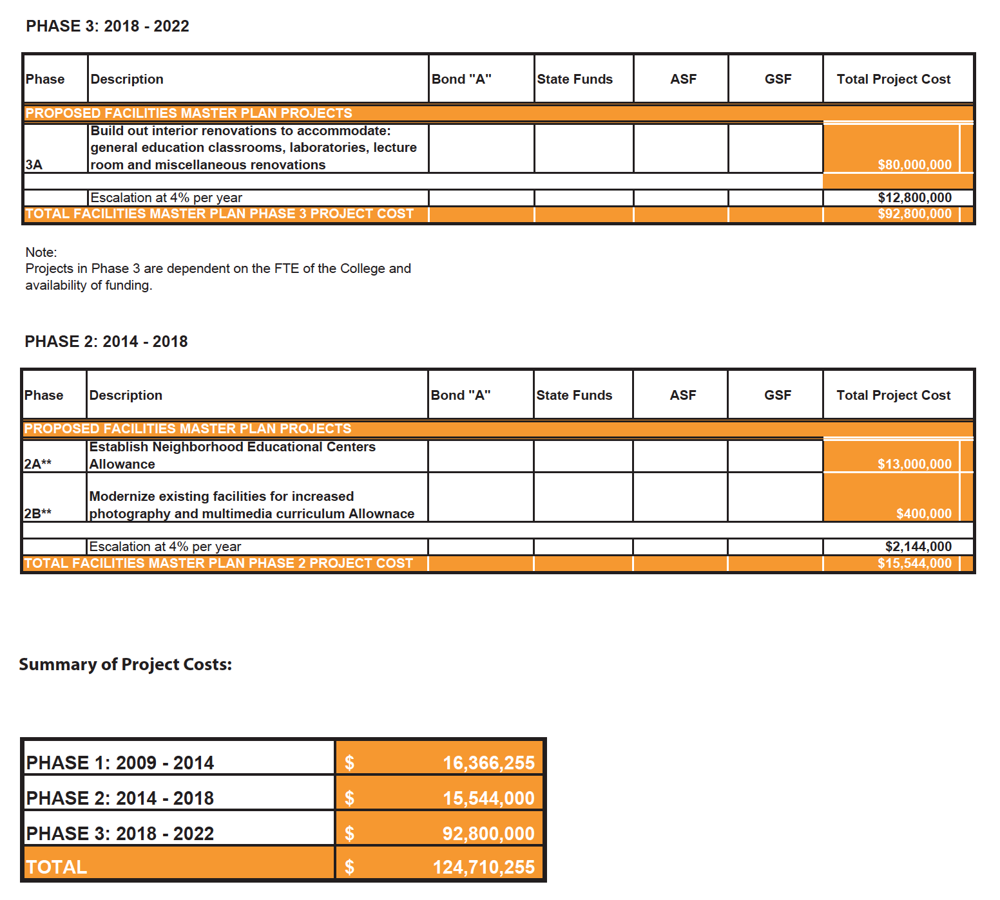 PHASE 3: 2018 - 2022
Phase Description Bond "A" State Funds ASF GSF Total Project Cost
PROPOSED FACILITIES MASTER PLAN PROJECTS
Build out interior renovations to accommodate:
general education classrooms, laboratories, lecture
3A room and miscellaneous renovations $80,000,000
Escalation at 4% per year $12,800,000
TOTAL FACILITIES MASTER PLAN PHASE 3 PROJECT COST $92,800,000
Note:
Projects in Phase 3 are dependent on the FTE of the College and
availability of funding.
PHASE 2: 2014 - 2018
Phase Description Bond "A" State Funds ASF GSF Total Project Cost
PROPOSED FACILITIES MASTER PLAN PROJECTS
Establish Neighborhood Educational Centers
2A** Allowance $13,000,000
Modernize existing facilities for increased
2B** photography and multimedia curriculum Allownace $400,000
Escalation at 4% per year $2,144,000
TOTAL FACILITIES MASTER PLAN PHASE 2 PROJECT COST $15,544,000
Summary of Project Costs:
PHASE 1: 2009 - 2014 $ 16,366,255
PHASE 2: 2014 - 2018 $ 15,544,000
PHASE 3: 2018 - 2022 $ 92,800,000
TOTAL $ 124,710,255